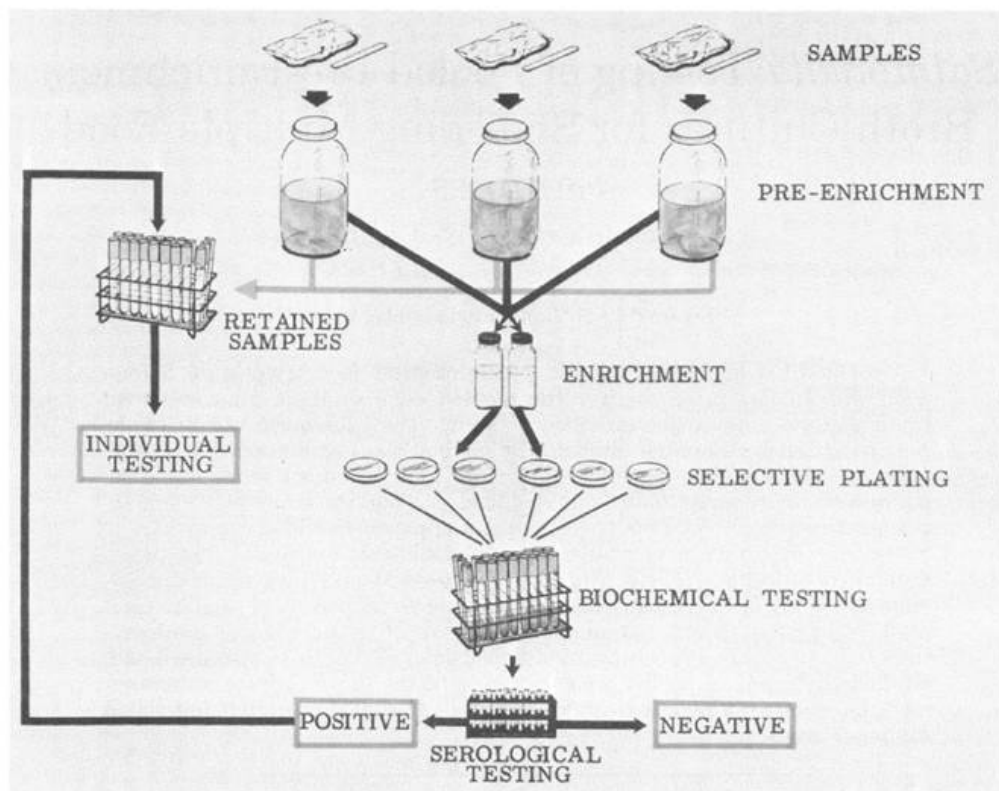 SAMPLES
PRE-ENRICHMENT
RETAINED
SAMPLES
ENRICHMENT
INDIVIDUAL
TESTING
SELECTIVE PLATING
BIOCHEMICAL TESTING
POSITIVE
NEGATIVE
SEROLOGICAL
TESTING